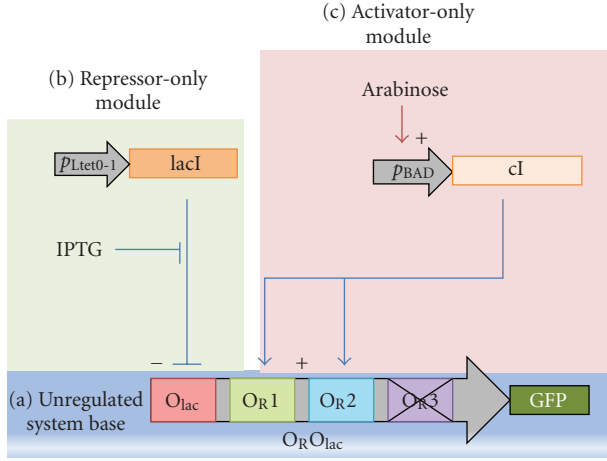 (c) Activator-only
module
(b) Repressor-only
module
Arabinose
+
pLtet0-1
lacI
pBAD
cI
IPTG
−
+
(a) Unregulated
system base
Olac
OR1
OR2
OR3
GFP
OROlac